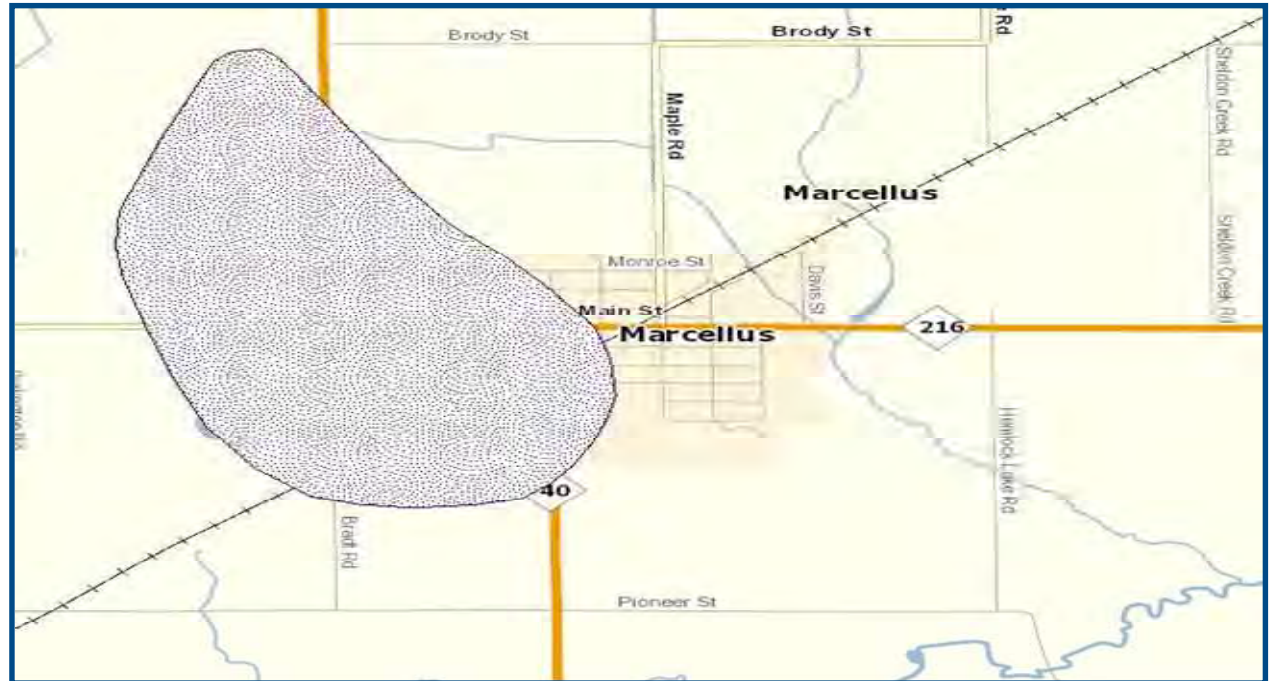 Brody St
Brody St
Rd
Maple Rd
Sheldon Creek Rd
Marcellus
Sheldon Creek Rd
Monroe St
Davis St
Main St
Marcellus
216
Hemlock Lake Rd
40
Bradt Rd
Pioneer St